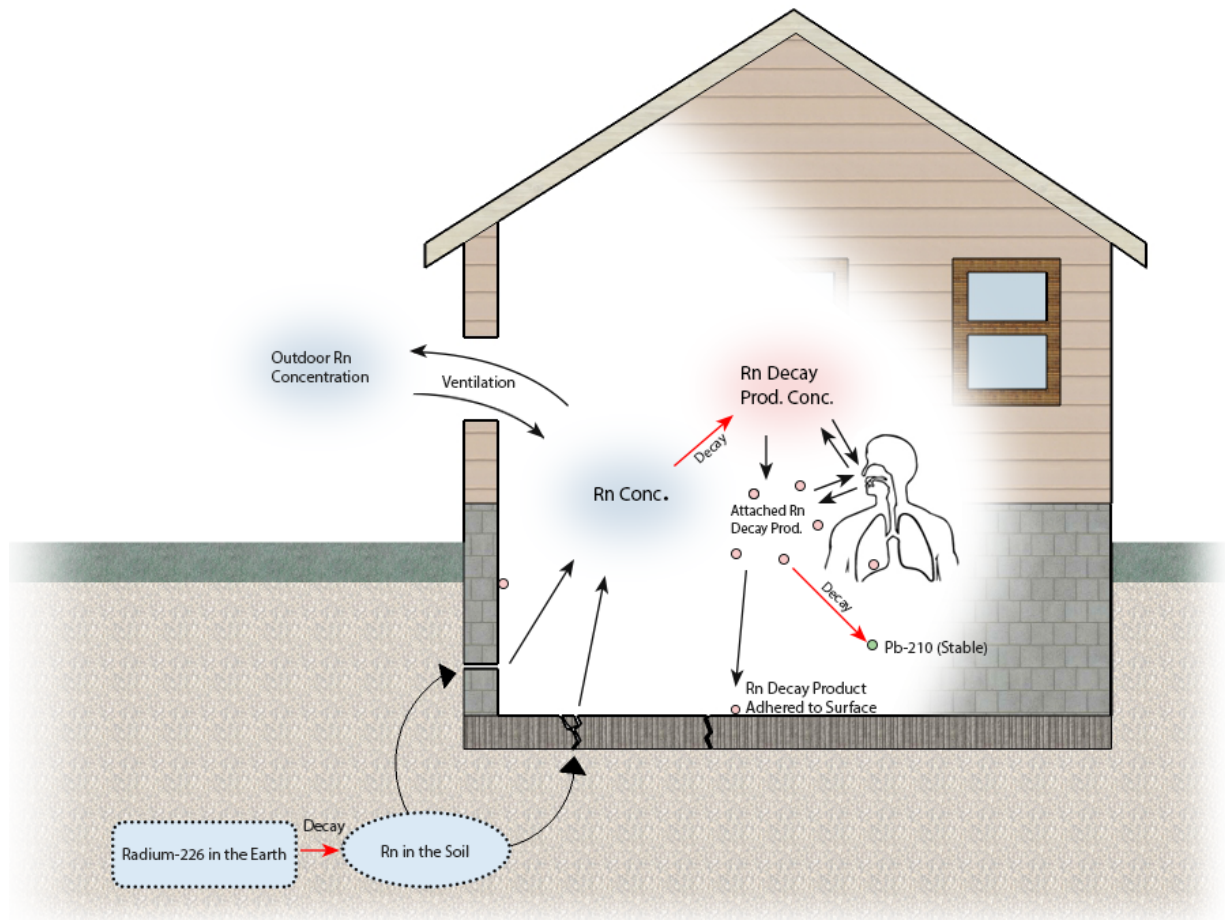 Outdoor Rn
Concentration
Ventilation
Rn Decay
Prod. Conc.
Decay
Rn Conc.
Attached Rn
Decay Prod.
Decay
Pb-210 (Stable)
Rn Decay Product
Adhered to Surface
Decay
Radium-226 in the Earth
Rn in the Soil